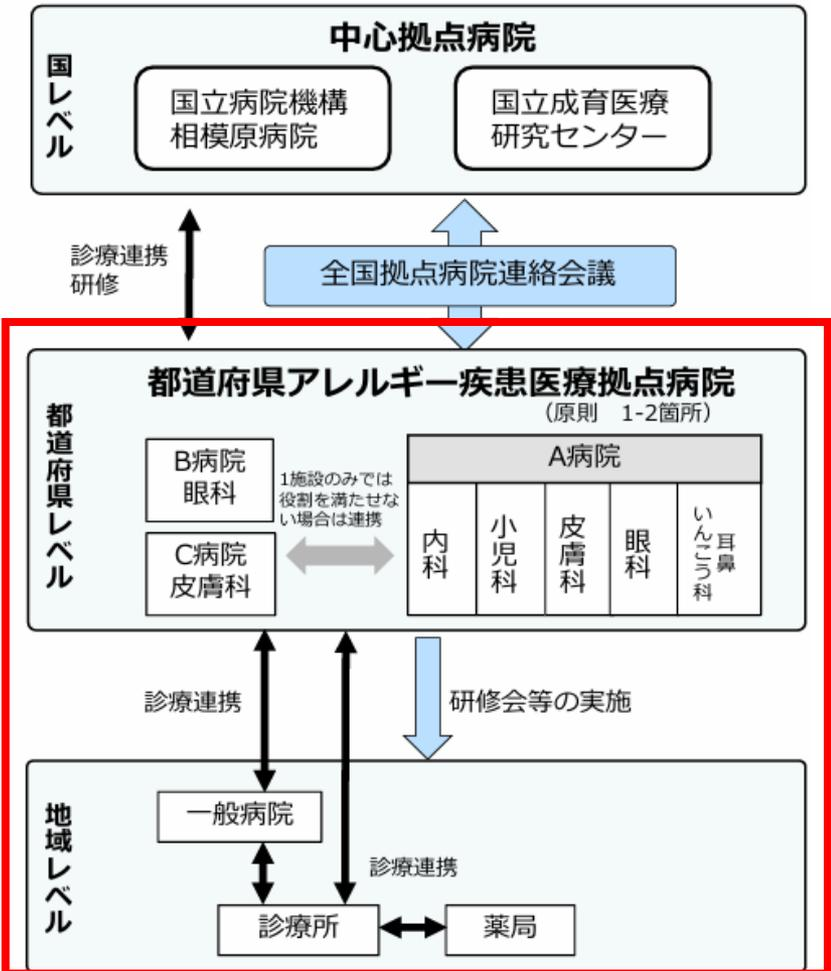 中心拠点病院
国レベル
国立病院機構
相模原病院
国立成育医療
研究センター
診療連携
研修
全国拠点病院連絡会議
都道府県アレルギー疾患医療拠点病院
（原則　1-2箇所）
都道府県レベル
B病院
眼科
C病院
皮膚科
1施設のみでは
役割を満たせな
い場合は連携
A病院
内科
小児科
皮膚科
眼科
耳鼻
いんこう科
診療連携
研修会等の実施
地域レベル
一般病院
診療連携
診療所
薬局